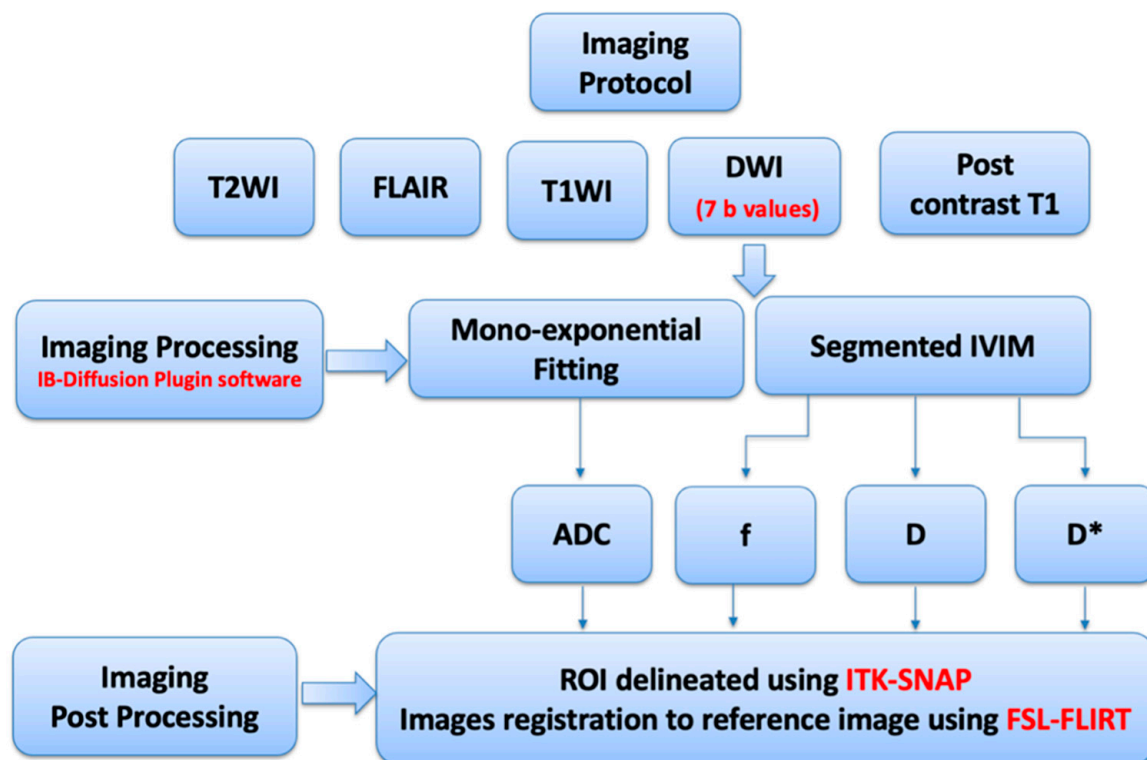 Imaging
Protocol
T2WI
FLAIR
T1WI
DWI
(7 b values)
Post
contrast T1
Imaging Processing
IB-Diffusion Plugin software
Mono-exponential
Fitting
Segmented IVIM
ADC
f
D
D*
Imaging
Post Processing
ROI delineated using ITK-SNAP
Images registration to reference image using FSL-FLIRT